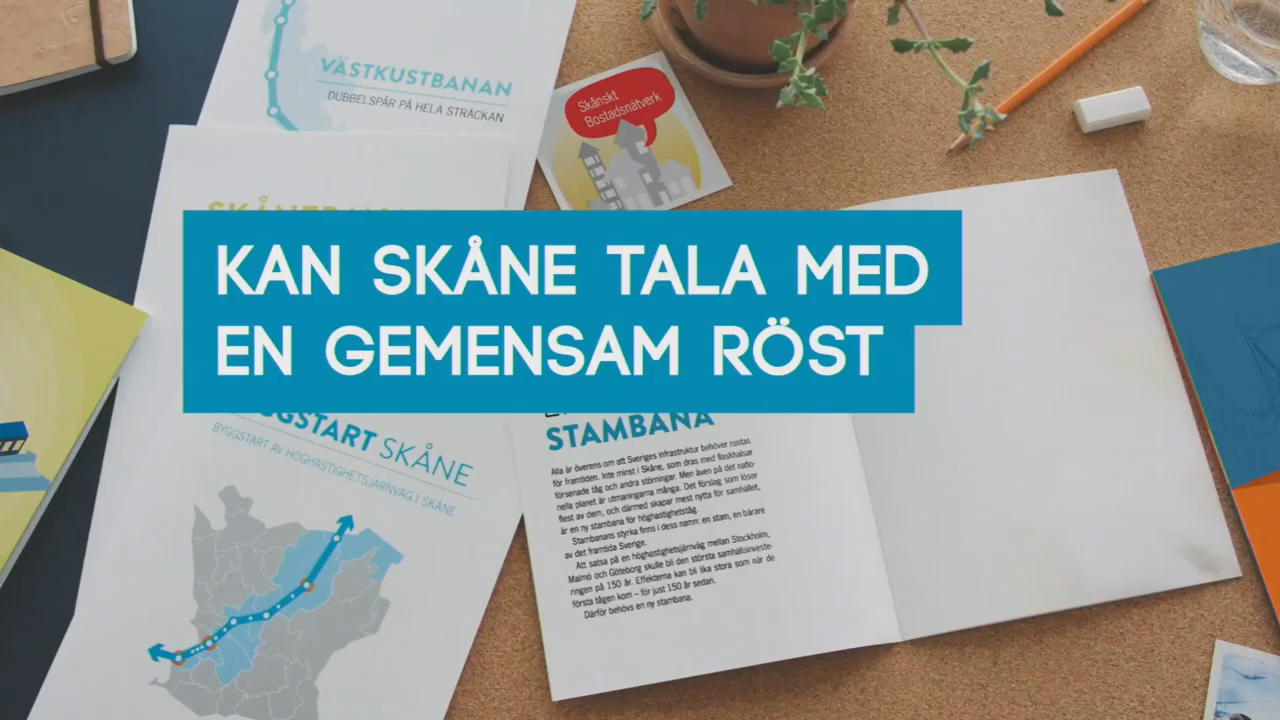 VÄSTKUSTBANAN
DUBBELSPÅR PÅ HELA STRÄCKAN
Skånskt
Bostadsnätverk
KAN SKÅNE TALA MED
EN GEMENSAM RÖST
SKÅNE
BYGGSTART AV HÖGHASTIGHETSJÄRNVÄG I SKÅNE
STAMBANA
Alla är överens om att Sveriges infrastruktur behöver rustas
för framtiden. Inte minst i Skåne, som dras med flaskhalsar
försenade tåg och andra störningar. Men även på det natio-
nella planet är utmaningarna många. Det förslag som löser
flest av dem, och därmed skapar mest nytta för samhället,
är en ny stambana för höghastighetståg.
Stambanans styrka finns i dess namn: en stam, en bärare
av det framtida Sverige.
Att satsa på en höghastighetsjärnväg mellan Stockholm,
Malmö och Göteborg skulle bli den största samhällsinveste-
ringen på 150 år. Effekterna kan bli lika stora som när de
första tågen kom – för just 150 år sedan.
Därför behövs en ny stambana.